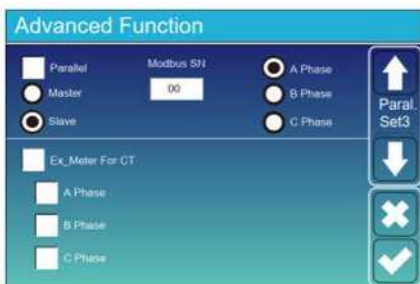 Advanced Function
Parallel
Master
Slave
Modbus SN
00
A Phase
B Phase
C Phase
Ex_Meter For CT
A Phase
B Phase
C Phase
Paral.
Set3